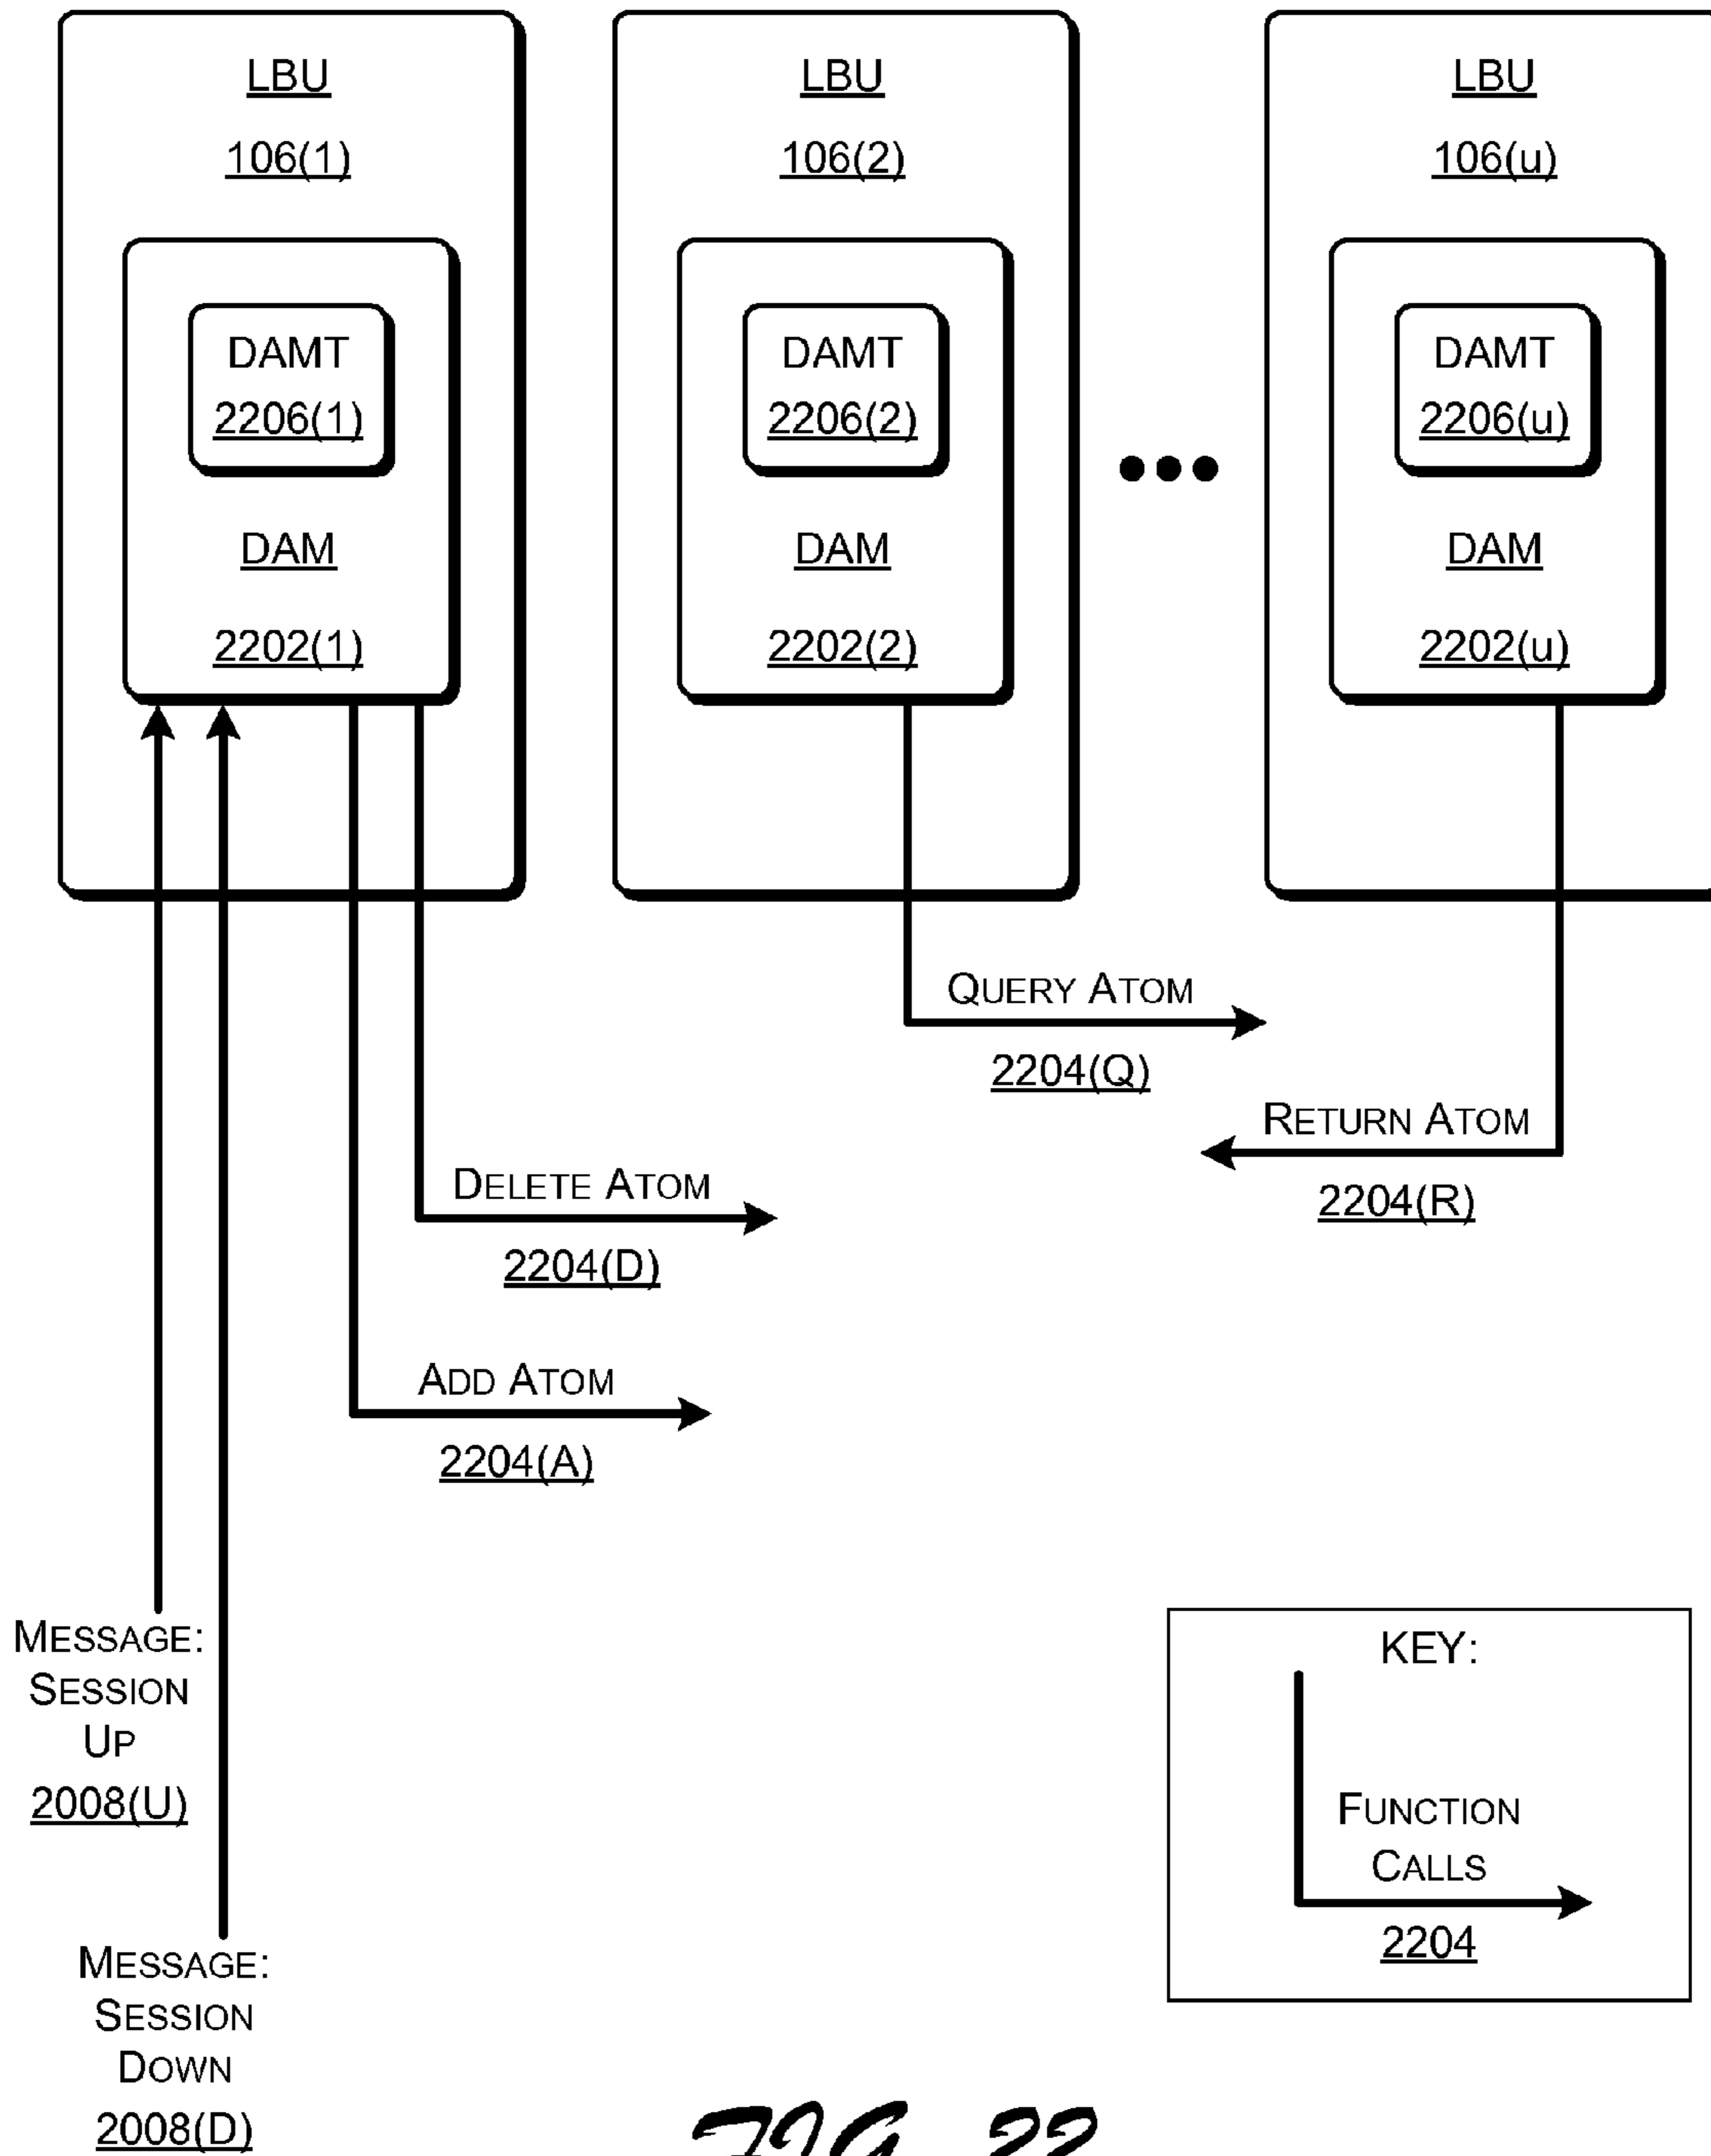 LBU
106(1)
DAMT
2206(1)
DAM
2202(1)
LBU
106(2)
DAMT
2206(2)
DAM
2202(2)
LBU
106(u)
DAMT
2206(u)
DAM
2202(u)
QUERY ATOM
2204(Q)
RETURN ATOM
2204(R)
DELETE ATOM
2204(D)
ADD ATOM
2204(A)
MESSAGE:
SESSION
UP
2008(U)
MESSAGE:
SESSION
DOWN
2008(D)
KEY:
FUNCTION
CALLS
2204
FIG. 22